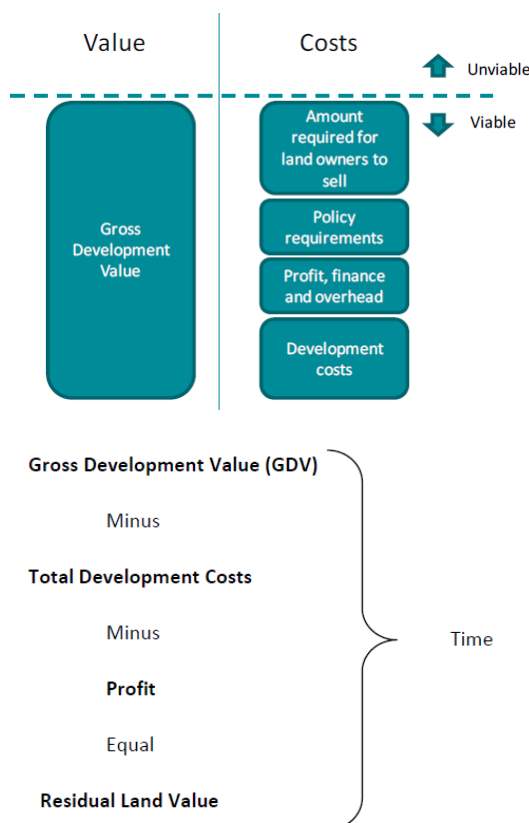 Value
Costs
Unviable
Viable
Gross
Development
Value
Amount
required for
land owners to
sell
Policy
requirements
Profit, finance
and overhead
Development
costs
Gross Development Value (GDV)
Minus
Total Development Costs
Minus
Profit
Equal
Residual Land Value
Time